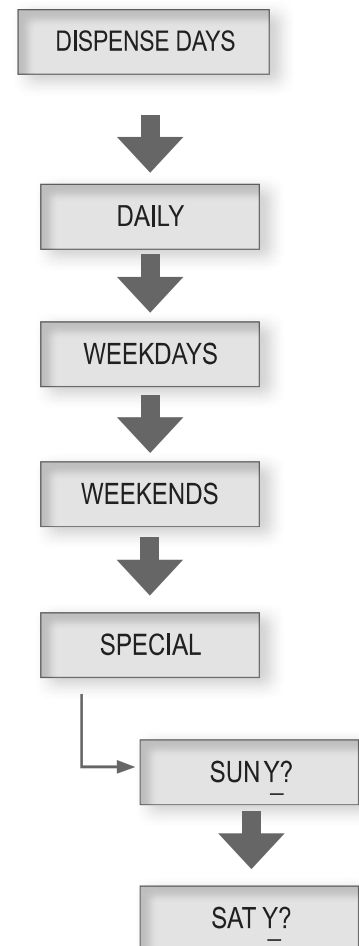 DISPENSE DAYS
DAILY
WEEKDAYS
WEEKENDS
SPECIAL
SUN Y?
SAT Y?